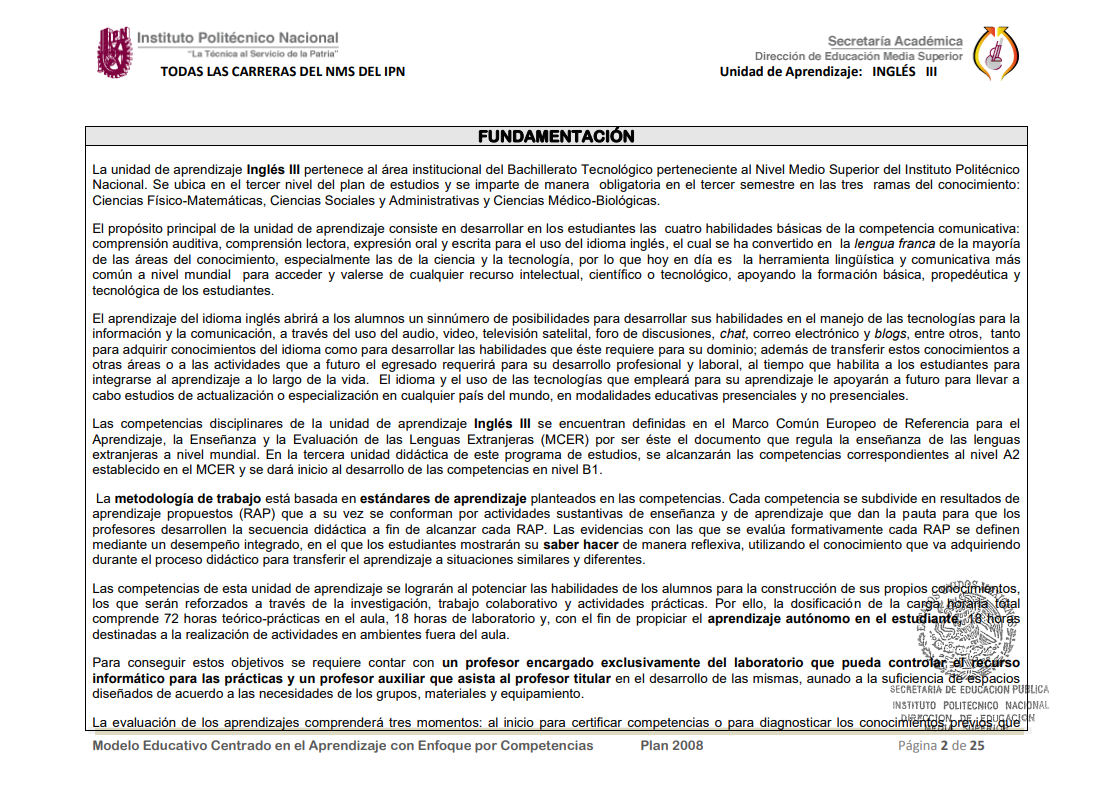 Instituto Politécnico Nacional
"La Técnica al Servicio de la Patria"
TODAS LAS CARRERAS DEL NMS DEL IPN
Secretaría Académica
Dirección de Educación Media Superior
Unidad de Aprendizaje: INGLÉS III
FUNDAMENTACIÓN
La unidad de aprendizaje Inglés III pertenece al área institucional del Bachillerato Tecnológico perteneciente al Nivel Medio Superior del Instituto Politécnico
Nacional. Se ubica en el tercer nivel del plan de estudios y se imparte de manera obligatoria en el tercer semestre en las tres ramas del conocimiento:
Ciencias Físico-Matemáticas, Ciencias Sociales y Administrativas y Ciencias Médico-Biológicas.
El propósito principal de la unidad de aprendizaje consiste en desarrollar en los estudiantes las cuatro habilidades básicas de la competencia comunicativa:
comprensión auditiva, comprensión lectora, expresión oral y escrita para el uso del idioma inglés, el cual se ha convertido en la lengua franca de la mayoría
de las áreas del conocimiento, especialmente las de la ciencia y la tecnología, por lo que hoy en día es la herramienta lingüística y comunicativa más
común a nivel mundial para acceder y valerse de cualquier recurso intelectual, científico o tecnológico, apoyando la formación básica, propedéutica y
tecnológica de los estudiantes.
El aprendizaje del idioma inglés abrirá a los alumnos un sinnúmero de posibilidades para desarrollar sus habilidades en el manejo de las tecnologías para la
información y la comunicación, a través del uso del audio, video, televisión satelital, foro de discusiones, chat, correo electrónico y blogs, entre otros, tanto
para adquirir conocimientos del idioma como para desarrollar las habilidades que éste requiere para su dominio; además de transferir estos conocimientos a
otras áreas o a las actividades que a futuro el egresado requerirá para su desarrollo profesional y laboral, al tiempo que habilita a los estudiantes para
integrarse al aprendizaje a lo largo de la vida. El idioma y el uso de las tecnologías que empleará para su aprendizaje le apoyarán a futuro para llevar a
cabo estudios de actualización o especialización en cualquier país del mundo, en modalidades educativas presenciales y no presenciales.
Las competencias disciplinares de la unidad de aprendizaje Inglés III se encuentran definidas en el Marco Común Europeo de Referencia para el
Aprendizaje, la Enseñanza y la Evaluación de las Lenguas Extranjeras (MCER) por ser éste el documento que regula la enseñanza de las lenguas
extranjeras a nivel mundial. En la tercera unidad didáctica de este programa de estudios, se alcanzarán las competencias correspondientes al nivel A2
establecido en el MCER y se dará inicio al desarrollo de las competencias en nivel B1.
La metodología de trabajo está basada en estándares de aprendizaje planteados en las competencias. Cada competencia se subdivide en resultados de
aprendizaje propuestos (RAP) que a su vez se conforman por actividades sustantivas de enseñanza y de aprendizaje que dan la pauta para que los
profesores desarrollen la secuencia didáctica a fin de alcanzar cada RAP. Las evidencias con las que se evalúa formativamente cada RAP se definen
mediante un desempeño integrado, en el que los estudiantes mostrarán su saber hacer de manera reflexiva, utilizando el conocimiento que va adquiriendo
durante el proceso didáctico para transferir el aprendizaje a situaciones similares y diferentes.
Las competencias de esta unidad de aprendizaje se lograrán al potenciar las habilidades de los alumnos para la construcción de sus propios conocimientos,
los que serán reforzados a través de la investigación, trabajo colaborativo y actividades prácticas. Por ello, la dosificación de la carga horaria total
comprende 72 horas teórico-prácticas en el aula, 18 horas de laboratorio y, con el fin de propiciar el aprendizaje autónomo en el estudiante, 18 horas
destinadas a la realización de actividades en ambientes fuera del aula.
Para conseguir estos objetivos se requiere contar con un profesor encargado exclusivamente del laboratorio que pueda controlar el recurso
informático para las prácticas y un profesor auxiliar que asista al profesor titular en el desarrollo de las mismas, aunado a la suficiencia de espacios
diseñados de acuerdo a las necesidades de los grupos, materiales y equipamiento.
SECRETARIA DE EDUCACION PUBLICA
INSTITUTO POLITECNICO NACIONAL
DIRECCION DE EDUCACION
MEDIA SUPERIOR
La evaluación de los aprendizajes comprenderá tres momentos: al inicio para certificar competencias o para diagnosticar los conocimientos previos que
Modelo Educativo Centrado en el Aprendizaje con Enfoque por Competencias Plan 2008 Página 2 de 25